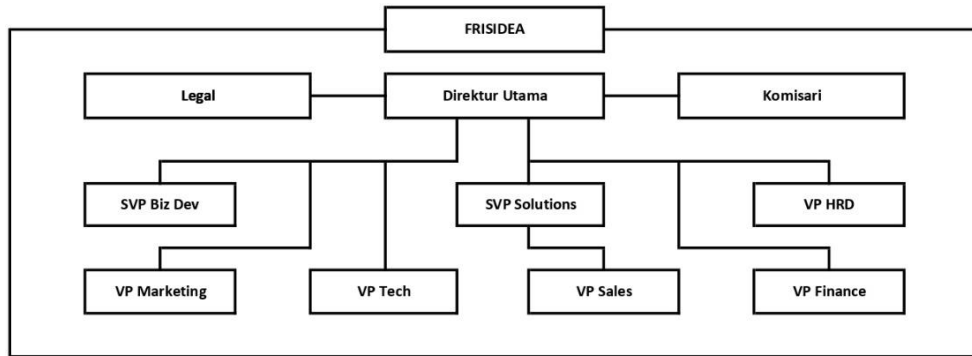 FRISIDEA
Legal
Direktur Utama
Komisari
SVP Biz Dev
SVP Solutions
VP HRD
VP Marketing
VP Tech
VP Sales
VP Finance